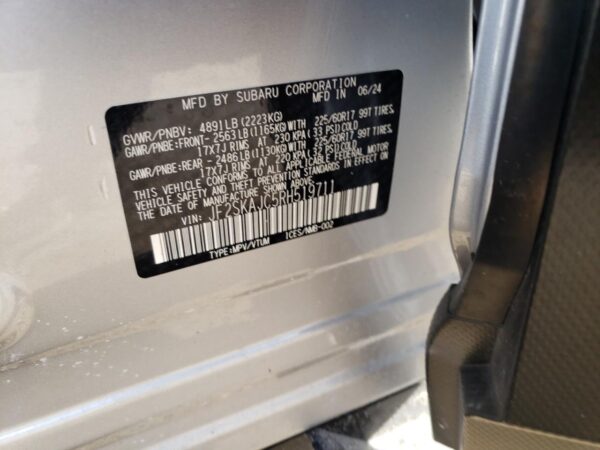 MFD BY SUBARU CORPORATION
MFD IN 06/24
GVWR/PNBV: 4891LB(2223KG)
GAWR/PNBE:FRONT- 2563LB(1165KG)WITH 225/60R17 99T TIRES,
17X7J RIMS AT 230 KPA(33 PSI)COLD
GAWR/PNBE:REAR - 2486LB(1130KG)WITH 225/60R17 99T TIRES,
17X7J RIMS AT 220 KPA(32 PSI)COLD
THIS VEHICLE CONFORMS TO ALL APPLICABLE FEDERAL MOTOR
VEHICLE SAFETY AND THEFT PREVENTION STANDARDS IN EFFECT ON
THE DATE OF MANUFACTURE SHOWN ABOVE.
VIN: JF2SKAJC5RH519711
TYPE:MPV/VTUM ICES/NMB-002